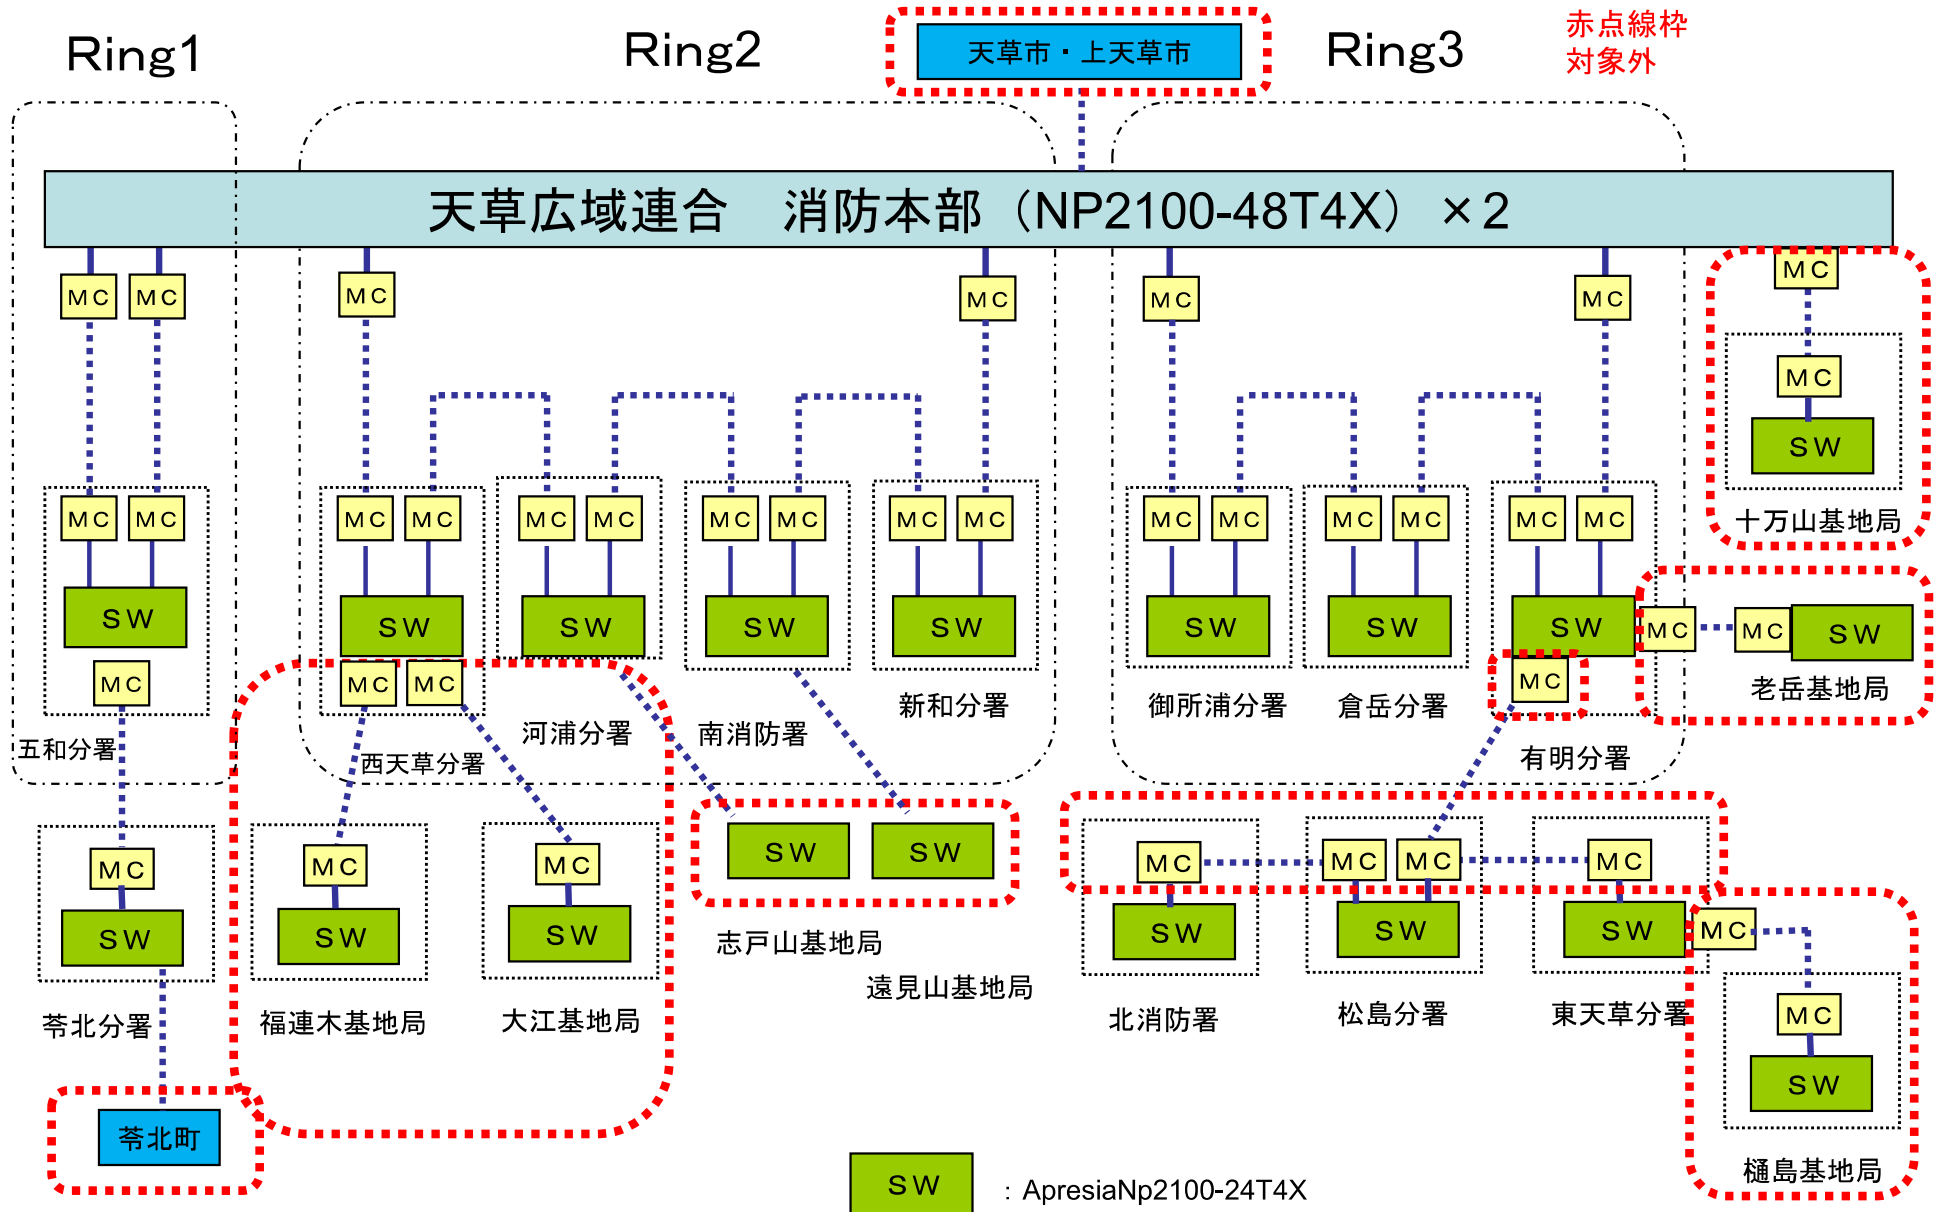 Ring1
Ring2
天草市・上天草市
Ring3
赤点線枠
対象外
天草広域連合　消防本部（NP2100-48T4X）×2
MC MC MC MC MC MC MC
MC
SW
十万山基地局
MC MC MC MC MC MC MC MC MC MC MC MC MC MC MC MC
SW SW SW SW SW SW SW SW
MC MC SW
老岳基地局
MC MC MC MC
五和分署
西天草分署
河浦分署
南消防署
新和分署
御所浦分署
倉岳分署
有明分署
MC MC MC SW SW MC MC MC MC
SW SW SW SW SW SW MC
苓北分署
福連木基地局
大江基地局
志戸山基地局
遠見山基地局
北消防署
松島分署
東天草分署
MC
SW
樋島基地局
苓北町
SW
：ApresiaNp2100-24T4X